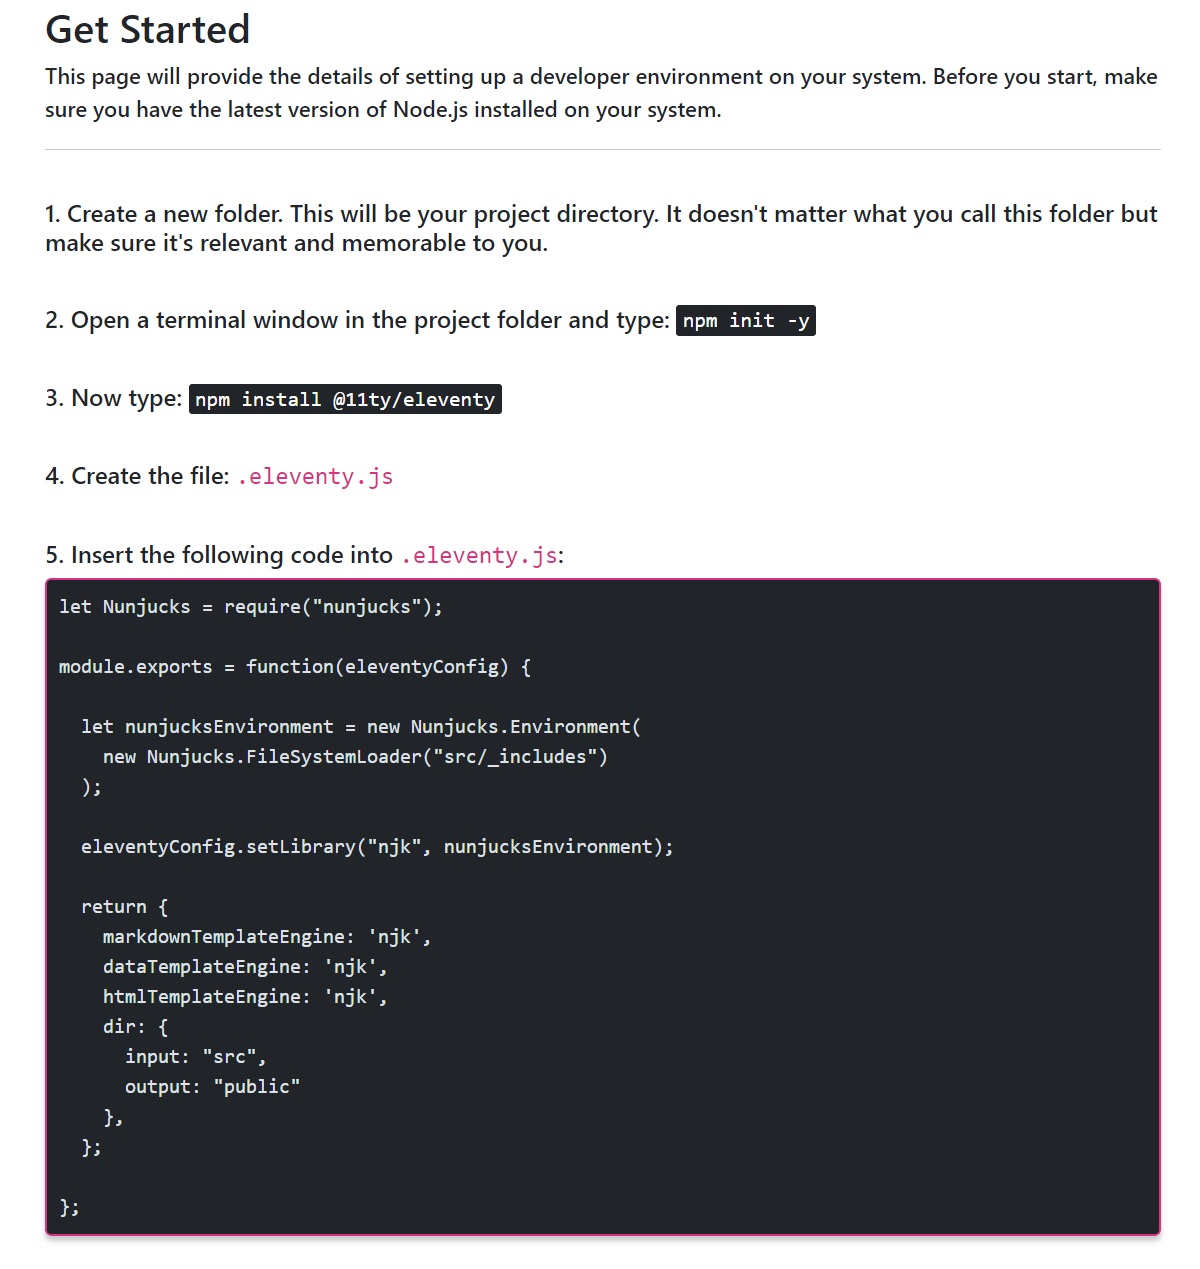 Get Started
This page will provide the details of setting up a developer environment on your system. Before you start, make
sure you have the latest version of Node.js installed on your system.
1. Create a new folder. This will be your project directory. It doesn't matter what you call this folder but
make sure it's relevant and memorable to you.
2. Open a terminal window in the project folder and type: npm init -y
3. Now type: npm install @11ty/eleventy
4. Create the file: .eleventy.js
5. Insert the following code into .eleventy.js:
let Nunjucks = require("nunjucks");

module.exports = function(eleventyConfig) {

  let nunjucksEnvironment = new Nunjucks.Environment(
    new Nunjucks.FileSystemLoader("src/_includes")
  );

  eleventyConfig.setLibrary("njk", nunjucksEnvironment);

  return {
    markdownTemplateEngine: 'njk',
    dataTemplateEngine: 'njk',
    htmlTemplateEngine: 'njk',
    dir: {
      input: "src",
      output: "public"
    },
  };

};